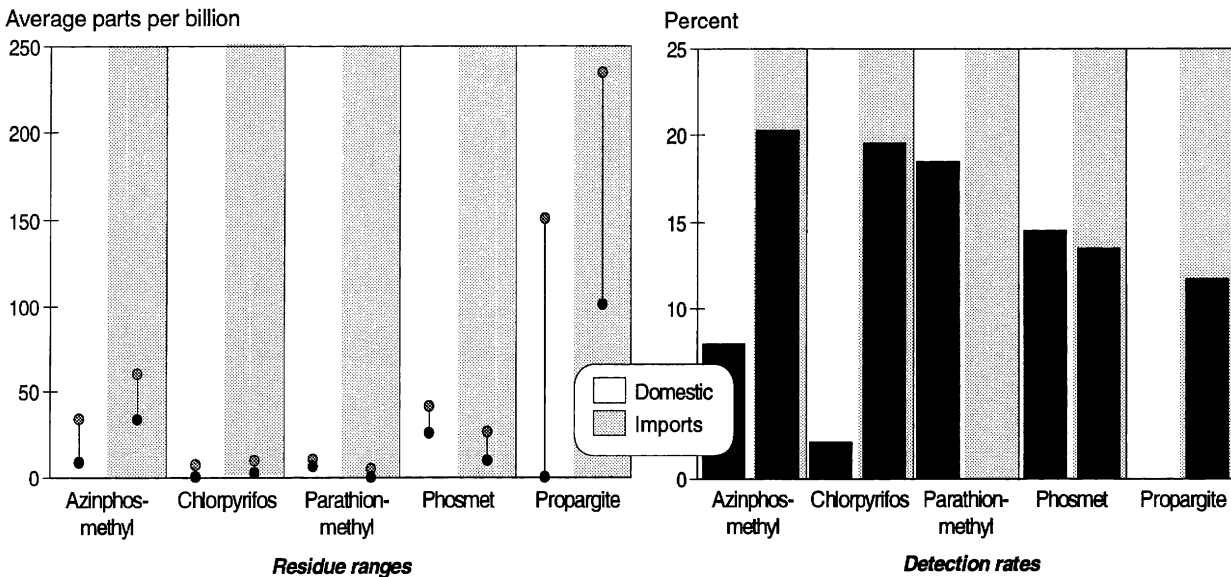 Average parts per billion
250
200
150
100
50
0
Azinphos-
methyl
Chlorpyrifos
Parathion-
methyl
Phosmet
Propargite
Residue ranges
Domestic
Imports
Percent
25
20
15
10
5
0
Azinphos-
methyl
Chlorpyrifos
Parathion-
methyl
Phosmet
Propargite
Detection rates